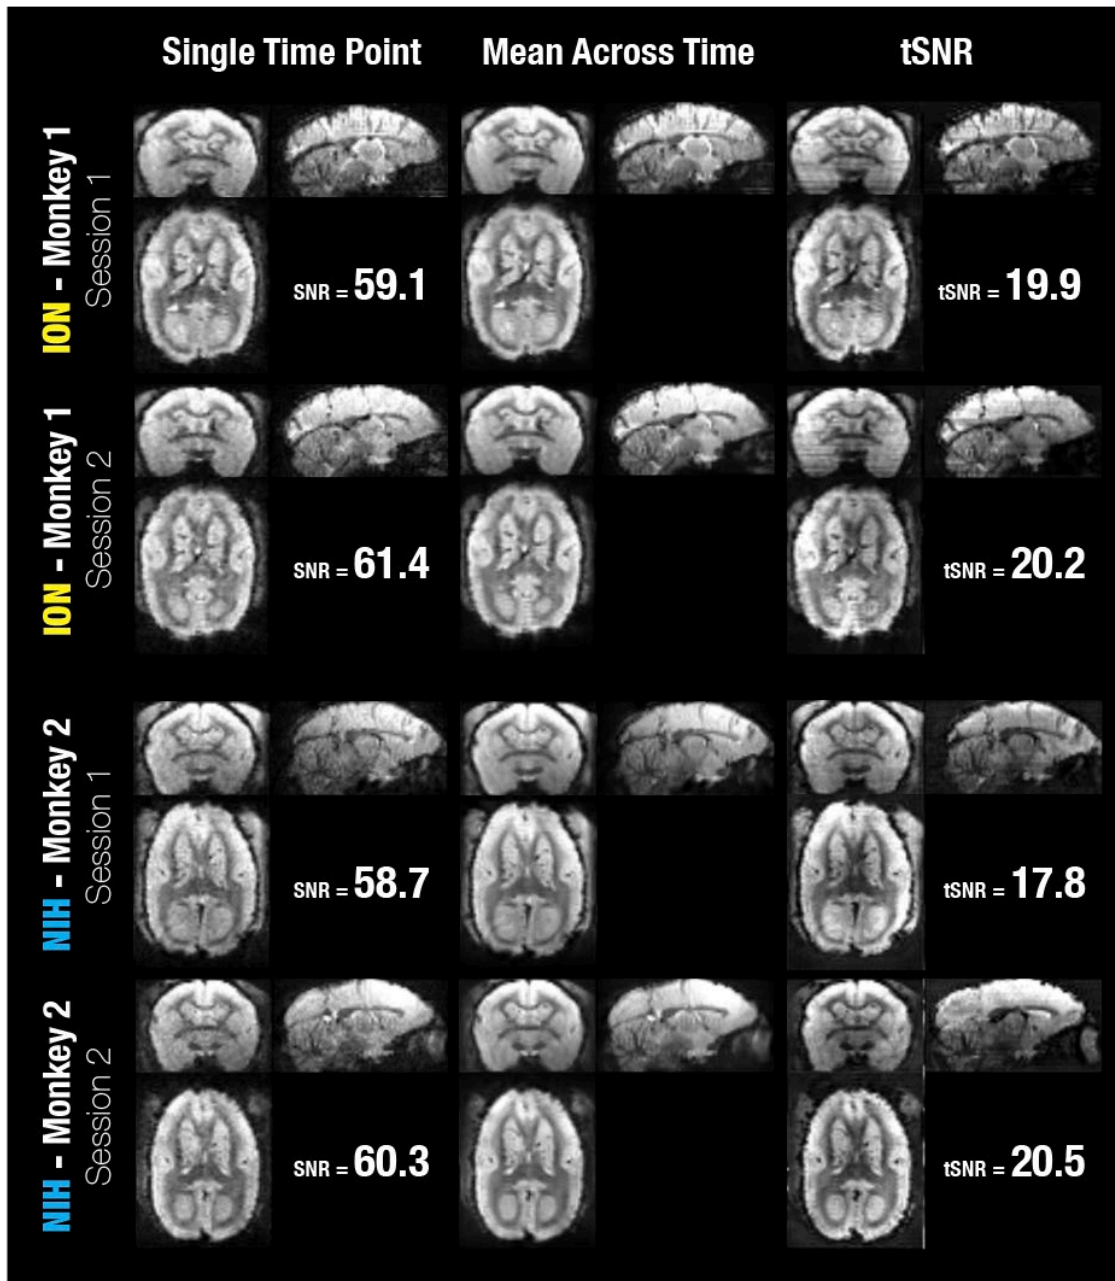 Single Time Point Mean Across Time tSNR
ION - Monkey 1
Session 1
SNR = 59.1
tSNR = 19.9
ION - Monkey 1
Session 2
SNR = 61.4
tSNR = 20.2
NIH - Monkey 2
Session 1
SNR = 58.7
tSNR = 17.8
NIH - Monkey 2
Session 2
SNR = 60.3
tSNR = 20.5